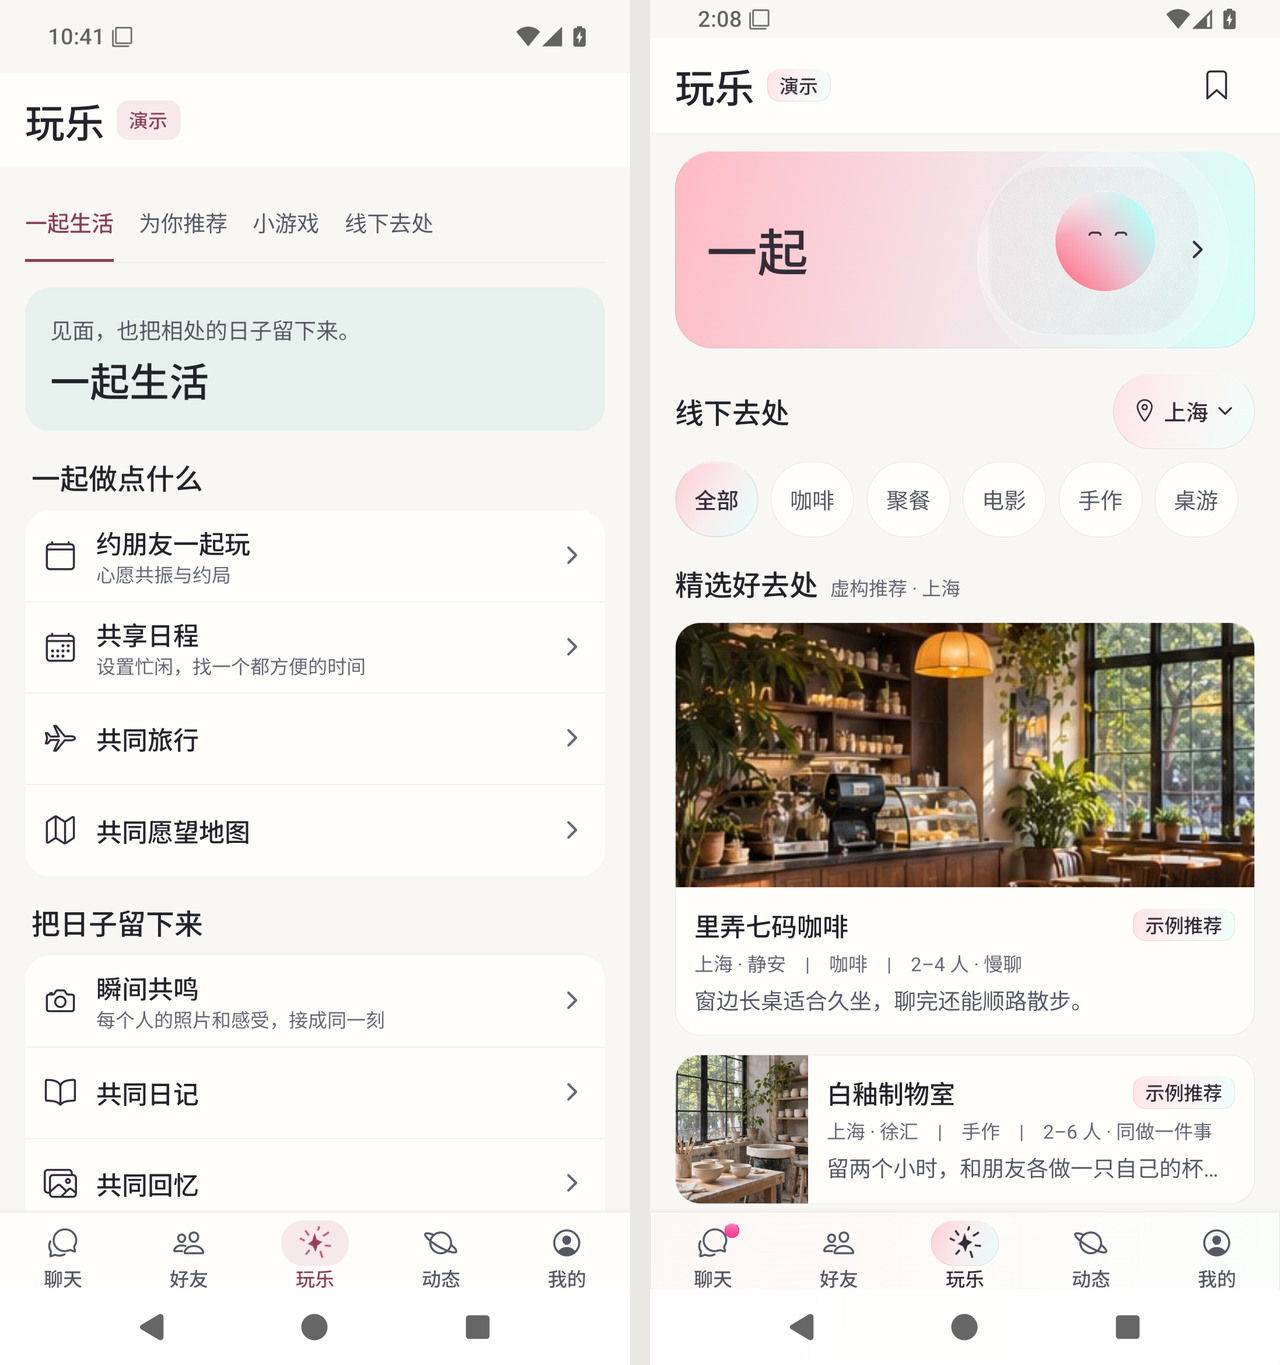 10:41
玩乐 演示
一起生活 为你推荐 小游戏 线下去处
见面，也把相处的日子留下来。
一起生活
一起做点什么
约朋友一起玩
心愿共振与约局
共享日程
设置忙闲，找一个都方便的时间
共同旅行
共同愿望地图
把日子留下来
瞬间共鸣
每个人的照片和感受，接成同一刻
共同日记
共同回忆
聊天 好友 玩乐 动态 我的
2:08
玩乐 演示
一起
线下去处 上海
全部 咖啡 聚餐 电影 手作 桌游
精选好去处 虚构推荐 · 上海
里弄七码咖啡 示例推荐
上海 · 静安 | 咖啡 | 2–4 人 · 慢聊
窗边长桌适合久坐，聊完还能顺路散步。
白釉制物室 示例推荐
上海 · 徐汇 | 手作 | 2–6 人 · 同做一件事
留两个小时，和朋友各做一只自己的杯...
聊天 好友 玩乐 动态 我的